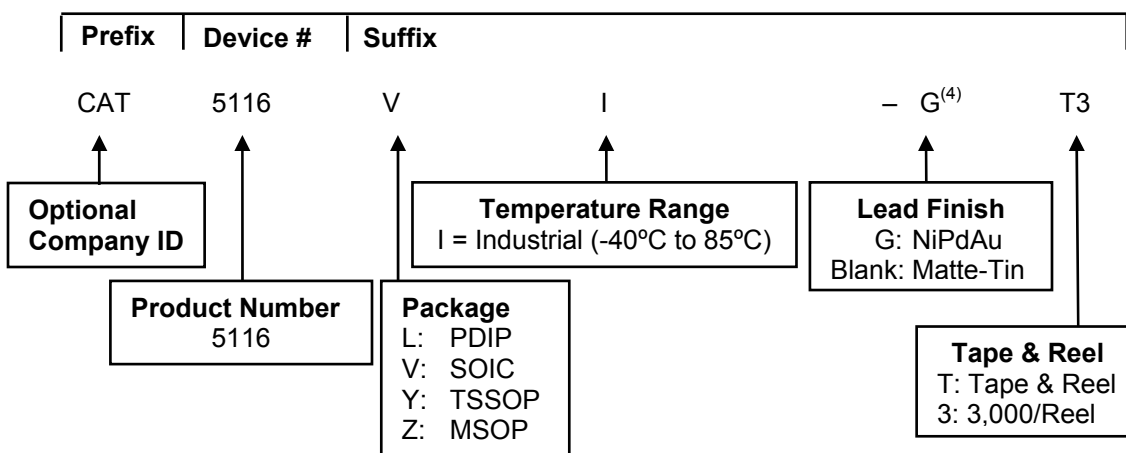 Prefix Device # Suffix
CAT 5116 V I – G(4) T3
Optional
Company ID
Temperature Range
I = Industrial (-40ºC to 85ºC)
Lead Finish
G: NiPdAu
Blank: Matte-Tin
Product Number
5116
Package
L: PDIP
V: SOIC
Y: TSSOP
Z: MSOP
Tape & Reel
T: Tape & Reel
3: 3,000/Reel